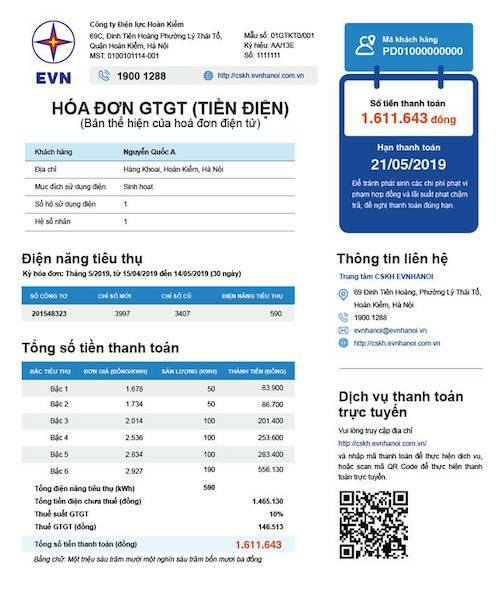 EVN
Công ty Điện lực Hoàn Kiếm
69C, Đinh Tiên Hoàng, Phường Lý Thái Tổ,
Quận Hoàn Kiếm, Hà Nội
MST: 0100101114-001
Mẫu số: 01GTKT0/001
Ký hiệu: AA/13E
Số: 1111111
1900 1288
http://cskh.evnhanoi.com.vn
Mã khách hàng
PD01000000000
HÓA ĐƠN GTGT (TIỀN ĐIỆN)
(Bản thể hiện của hoá đơn điện tử)
Số tiền thanh toán
1.611.643 đồng
Hạn thanh toán
21/05/2019
Để tránh phát sinh các chi phí phạt vi
phạm hợp đồng và lãi suất phạt chậm
trả, đề nghị thanh toán đúng hạn.
Khách hàng Nguyễn Quốc A
Địa chỉ Hàng Khoai, Hoàn Kiếm, Hà Nội
Mục đích sử dụng điện Sinh hoạt
Số hộ sử dụng điện 1
Hệ số nhân 1
Điện năng tiêu thụ
Kỳ hóa đơn: Tháng 5/2019, từ 15/04/2019 đến 14/05/2019 (30 ngày)
SỐ CÔNG TƠ CHỈ SỐ MỚI CHỈ SỐ CŨ ĐIỆN NĂNG TIÊU THỤ
201548323 3997 3407 590
Tổng số tiền thanh toán
BẬC TIÊU THỤ ĐƠN GIÁ (ĐỒNG/KWH) SẢN LƯỢNG (KWH) THÀNH TIỀN (ĐỒNG)
Bậc 1 1.678 50 83.900
Bậc 2 1.734 50 86.700
Bậc 3 2.014 100 201.400
Bậc 4 2.536 100 253.600
Bậc 5 2.834 100 283.400
Bậc 6 2.927 190 556.130
Tổng điện năng tiêu thụ (kWh) 590
Tổng tiền điện chưa thuế (đồng) 1.465.130
Thuế suất GTGT 10%
Thuế GTGT (đồng) 146.513
Tổng số tiền thanh toán (đồng) 1.611.643
Bằng chữ: Một triệu sáu trăm mười một nghìn sáu trăm bốn mươi ba đồng
Thông tin liên hệ
Trung tâm CSKH EVNHANOI
69 Đinh Tiên Hoàng, Phường Lý Thái Tổ,
Hoàn Kiếm, Hà Nội
1900 1288
evnhanoi@evnhanoi.vn
http://cskh.evnhanoi.com.vn
Dịch vụ thanh toán
trực tuyến
Vui lòng truy cập địa chỉ
http://cskh.evnhanoi.com.vn/
và nhập mã thanh toán để thực hiện dịch vụ,
hoặc scan mã QR Code để thực hiện thanh
toán trực tuyến.